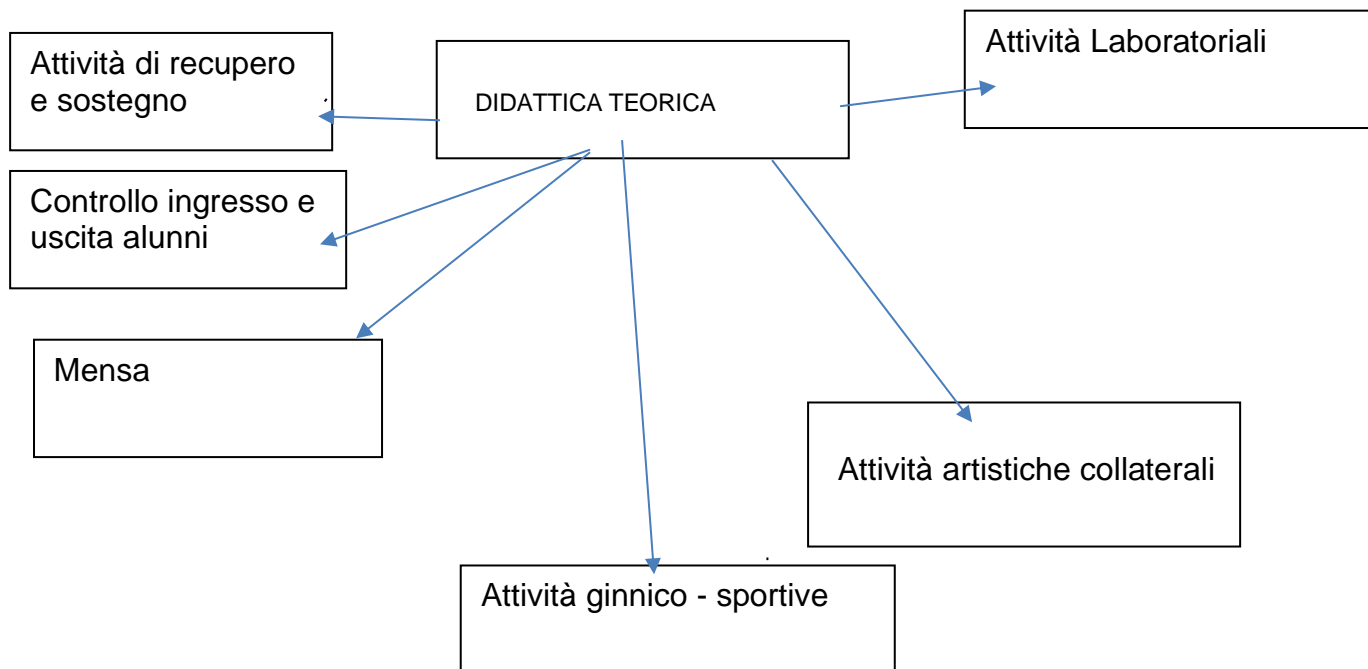 Attività di recupero
e sostegno
DIDATTICA TEORICA
Attività Laboratoriali
Controllo ingresso e
uscita alunni
Mensa
Attività artistiche collaterali
Attività ginnico - sportive